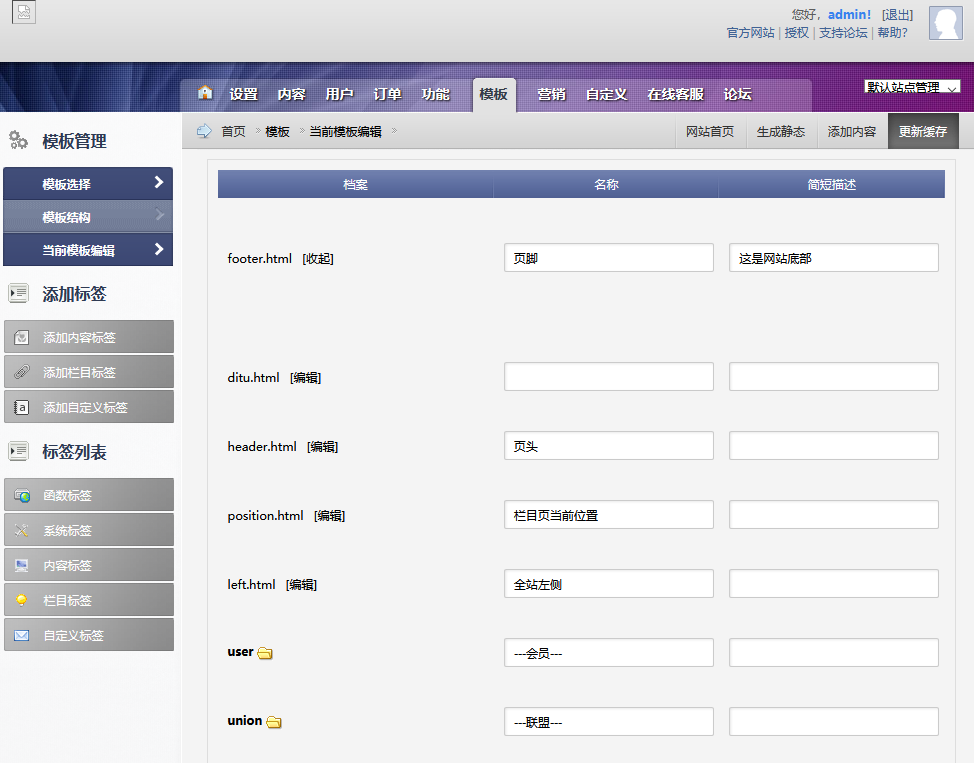 您好，admin! [退出]
官方网站 | 授权 | 支持论坛 | 帮助?
设置 内容 用户 订单 功能 模板 营销 自定义 在线客服 论坛 默认站点管理
模板管理
首页 模板 当前模板编辑
网站首页 生成静态 添加内容 更新缓存
模板选择
模板结构
当前模板编辑
添加标签
添加内容标签
添加栏目标签
添加自定义标签
标签列表
函数标签
系统标签
内容标签
栏目标签
自定义标签
档案 名称 简短描述
footer.html [收起] 页脚 这是网站底部
ditu.html [编辑]
header.html [编辑] 页头
position.html [编辑] 栏目页当前位置
left.html [编辑] 全站左侧
user ---会员---
union ---联盟---